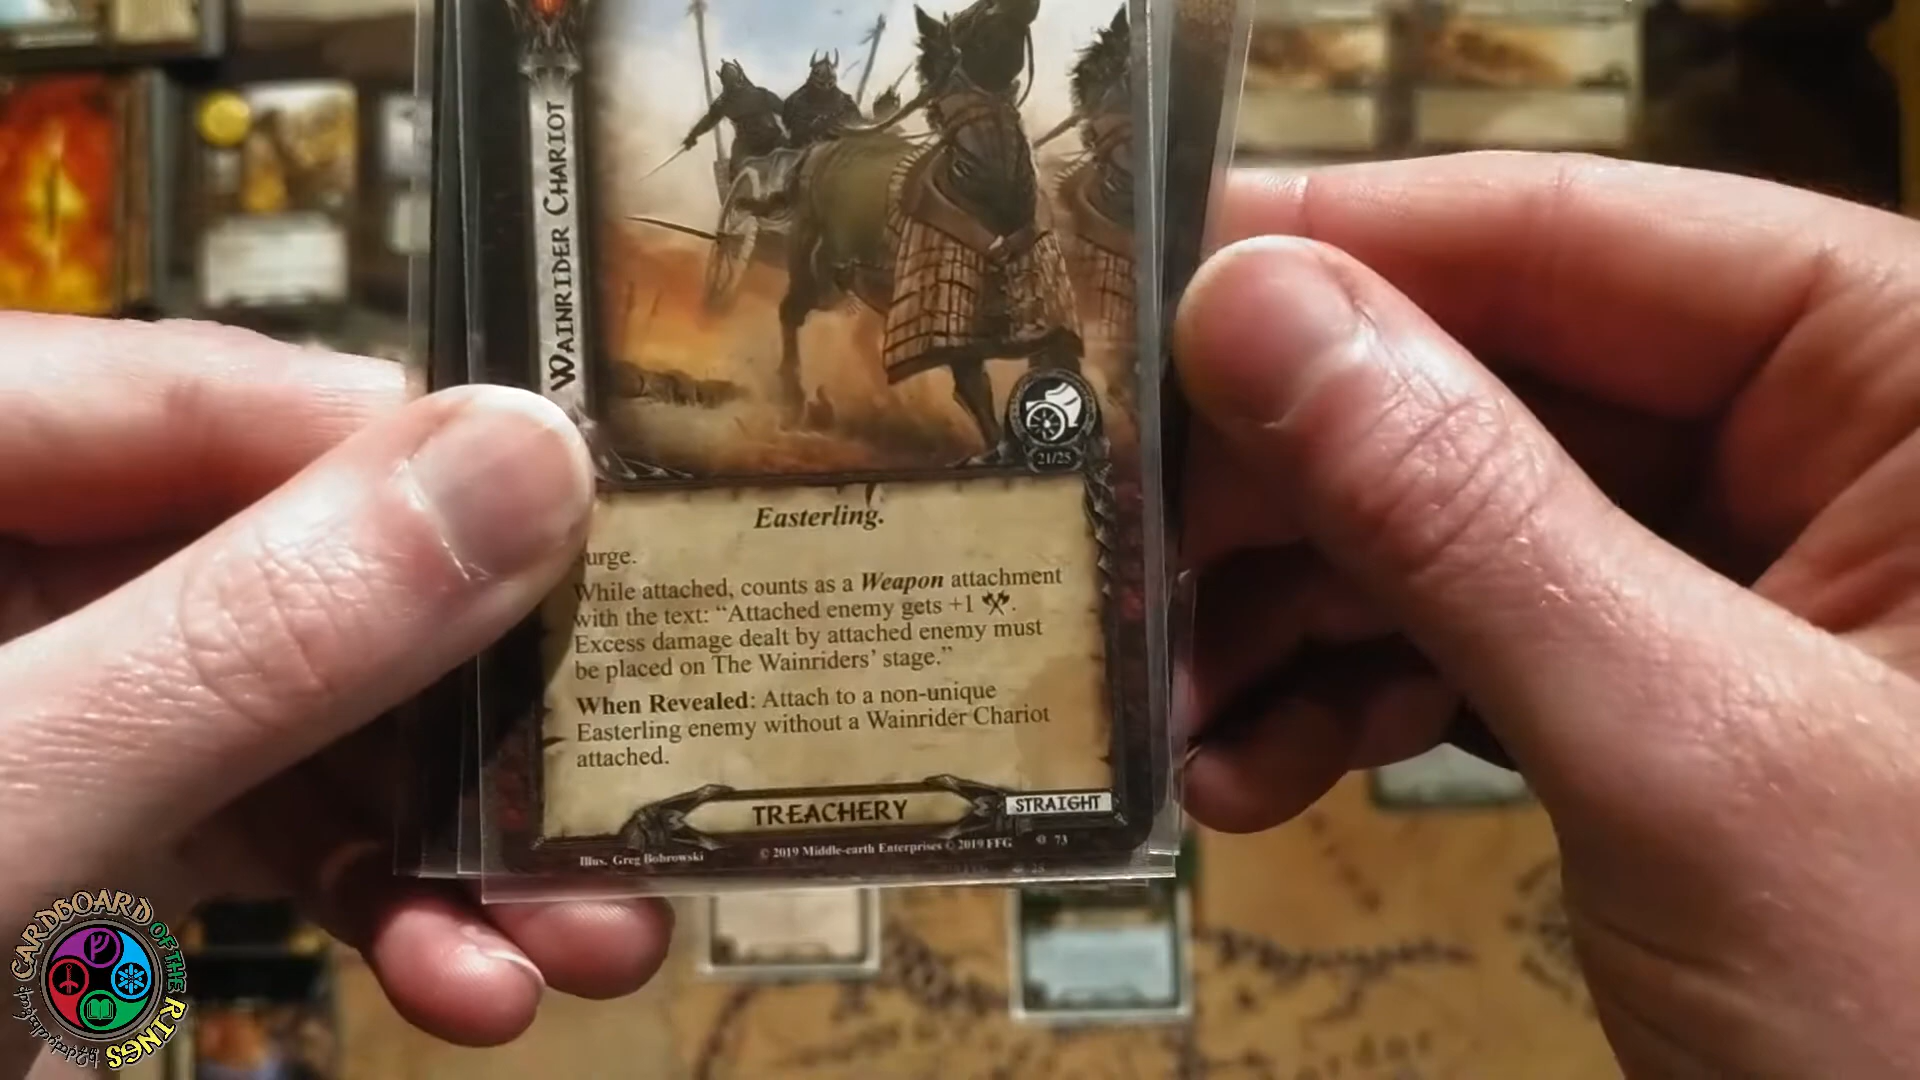 WAINRIDER CHARIOT
21/25
Easterling.
urge.
While attached, counts as a Weapon attachment
with the text: “Attached enemy gets +1 .
Excess damage dealt by attached enemy must
be placed on The Wainriders’ stage.”
When Revealed: Attach to a non-unique
Easterling enemy without a Wainrider Chariot
attached.
TREACHERY
STRAIGHT
Illus. Greg Bobrowski
© 2019 Middle-earth Enterprises © 2019 FFG
73
CARDBOARD OF THE RINGS